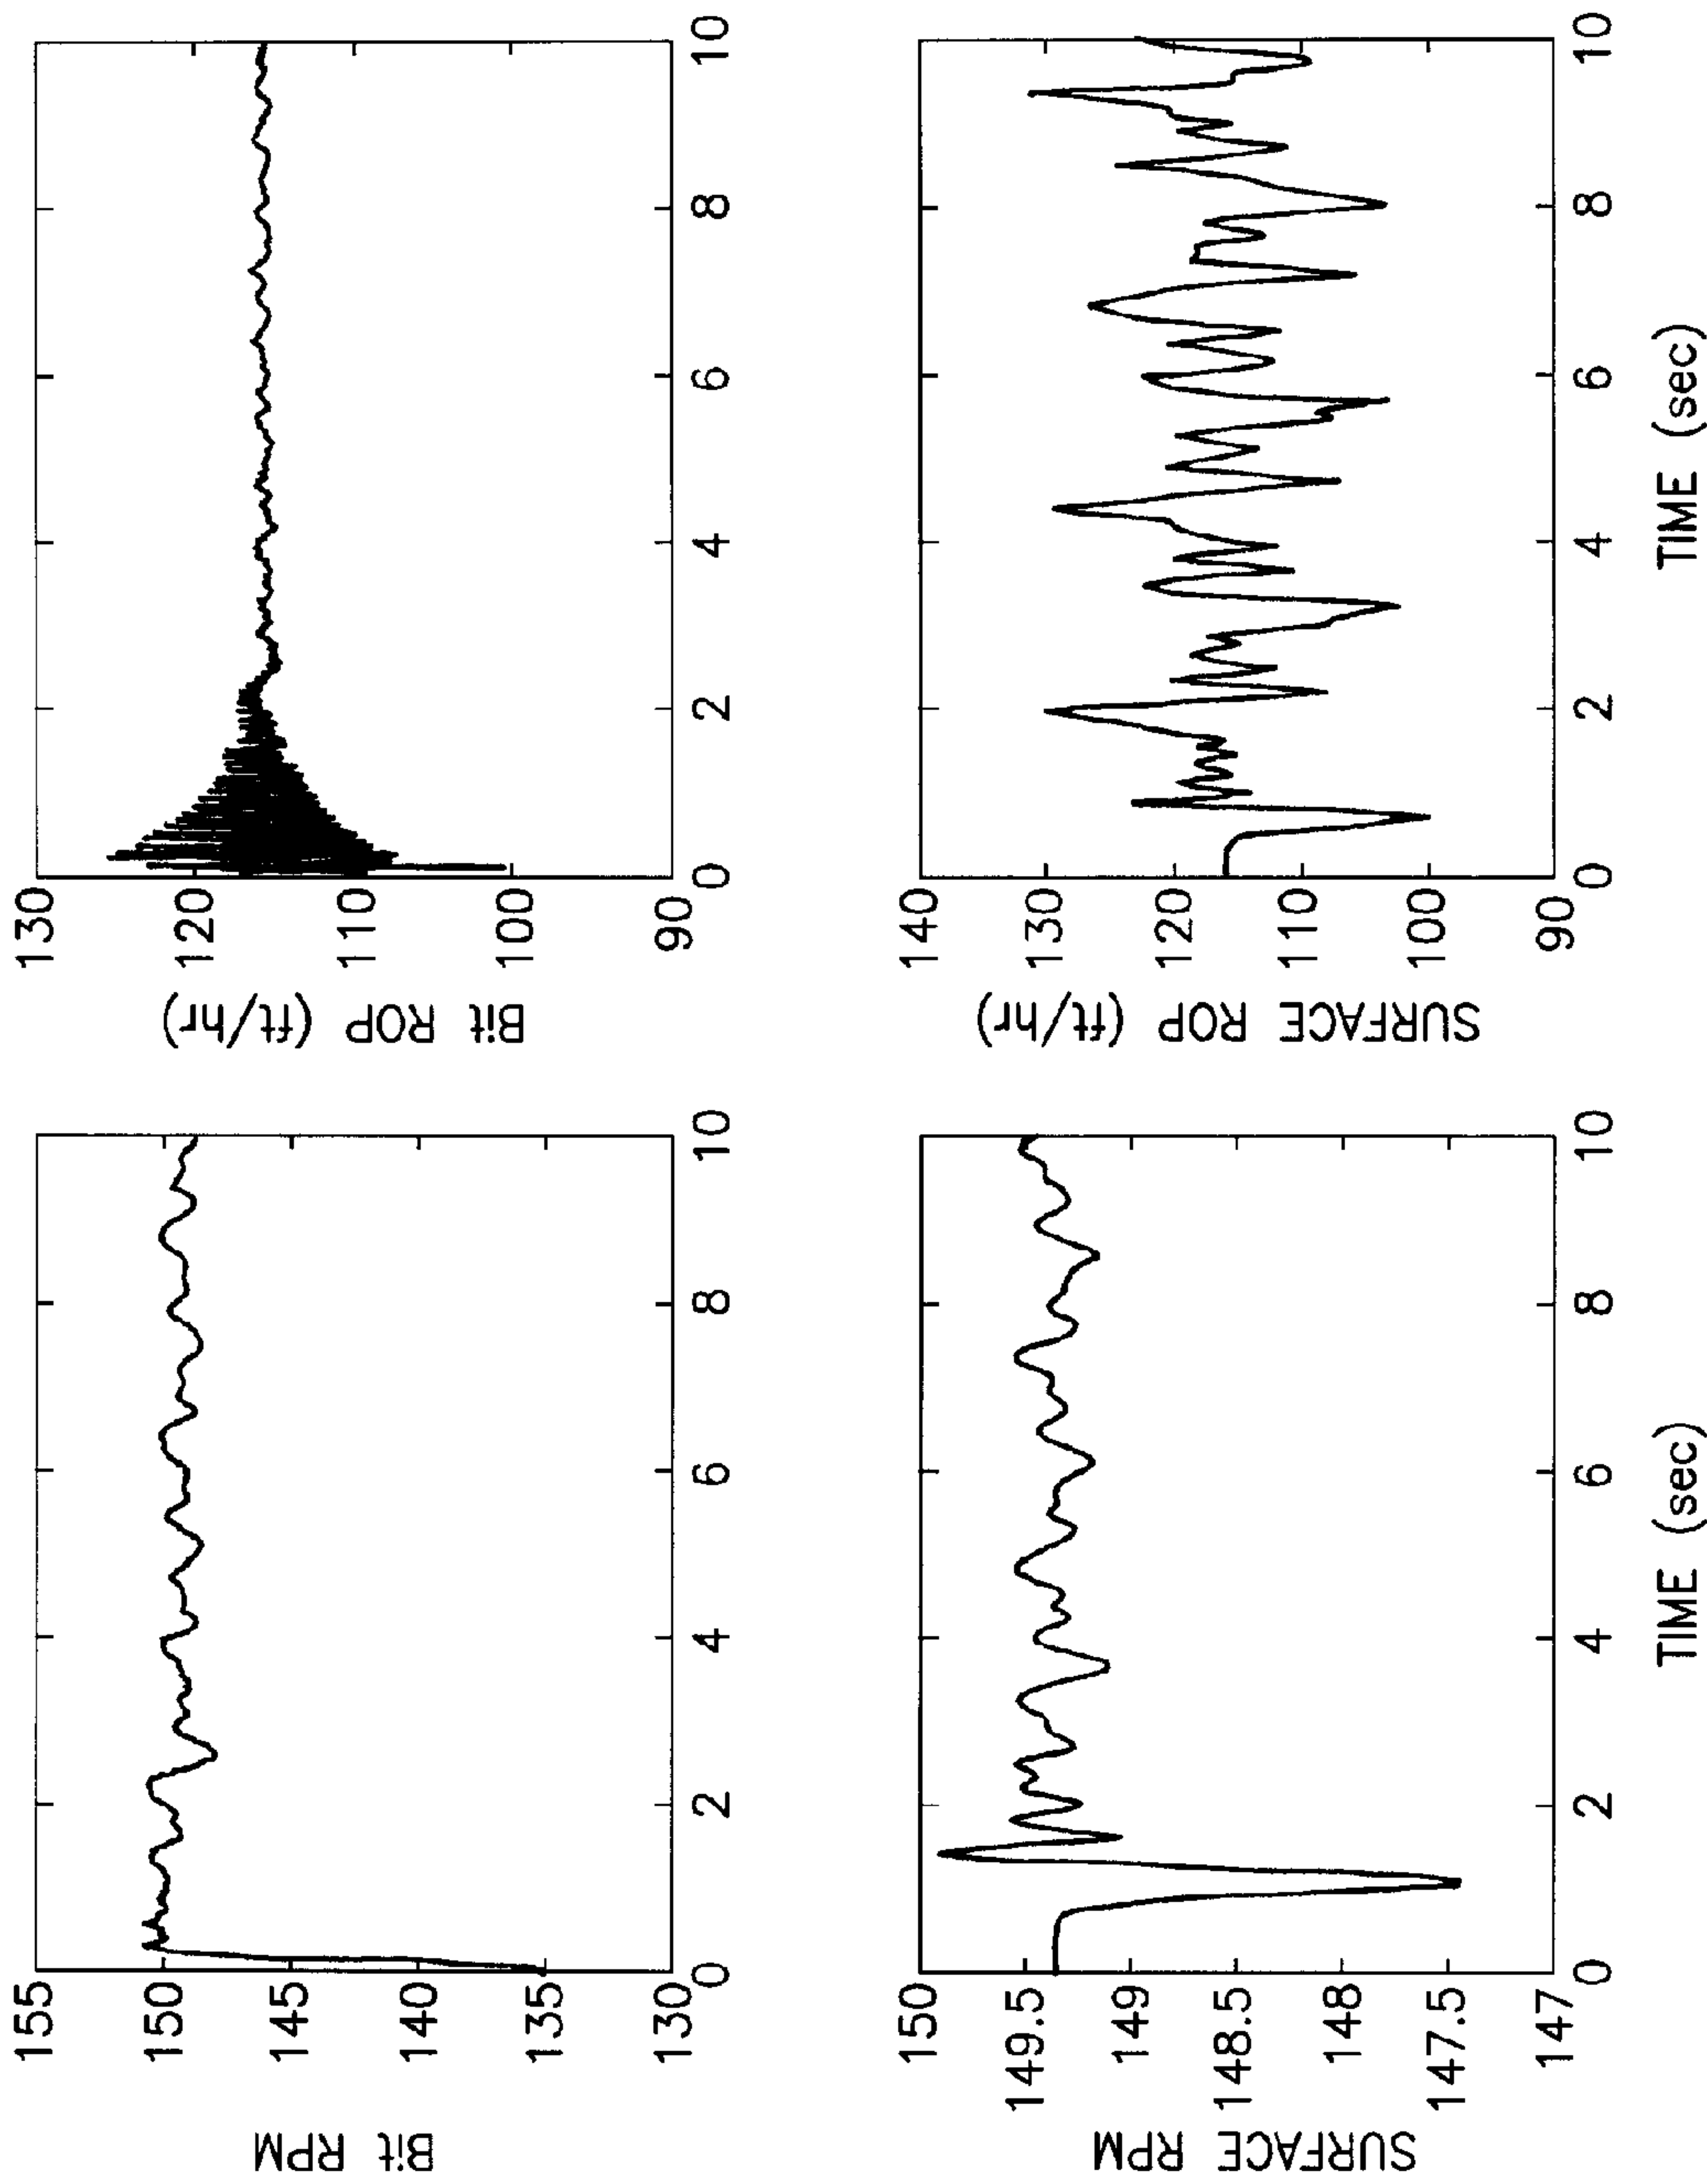 Bit RPM
155
150
145
140
135
130
0 2 4 6 8 10
Bit ROP (ft/hr)
130
120
110
100
90
0 2 4 6 8 10
SURFACE RPM
150
149.5
149
148.5
148
147.5
147
0 2 4 6 8 10
TIME (sec)
SURFACE ROP (ft/hr)
140
130
120
110
100
90
0 2 4 6 8 10
TIME (sec)